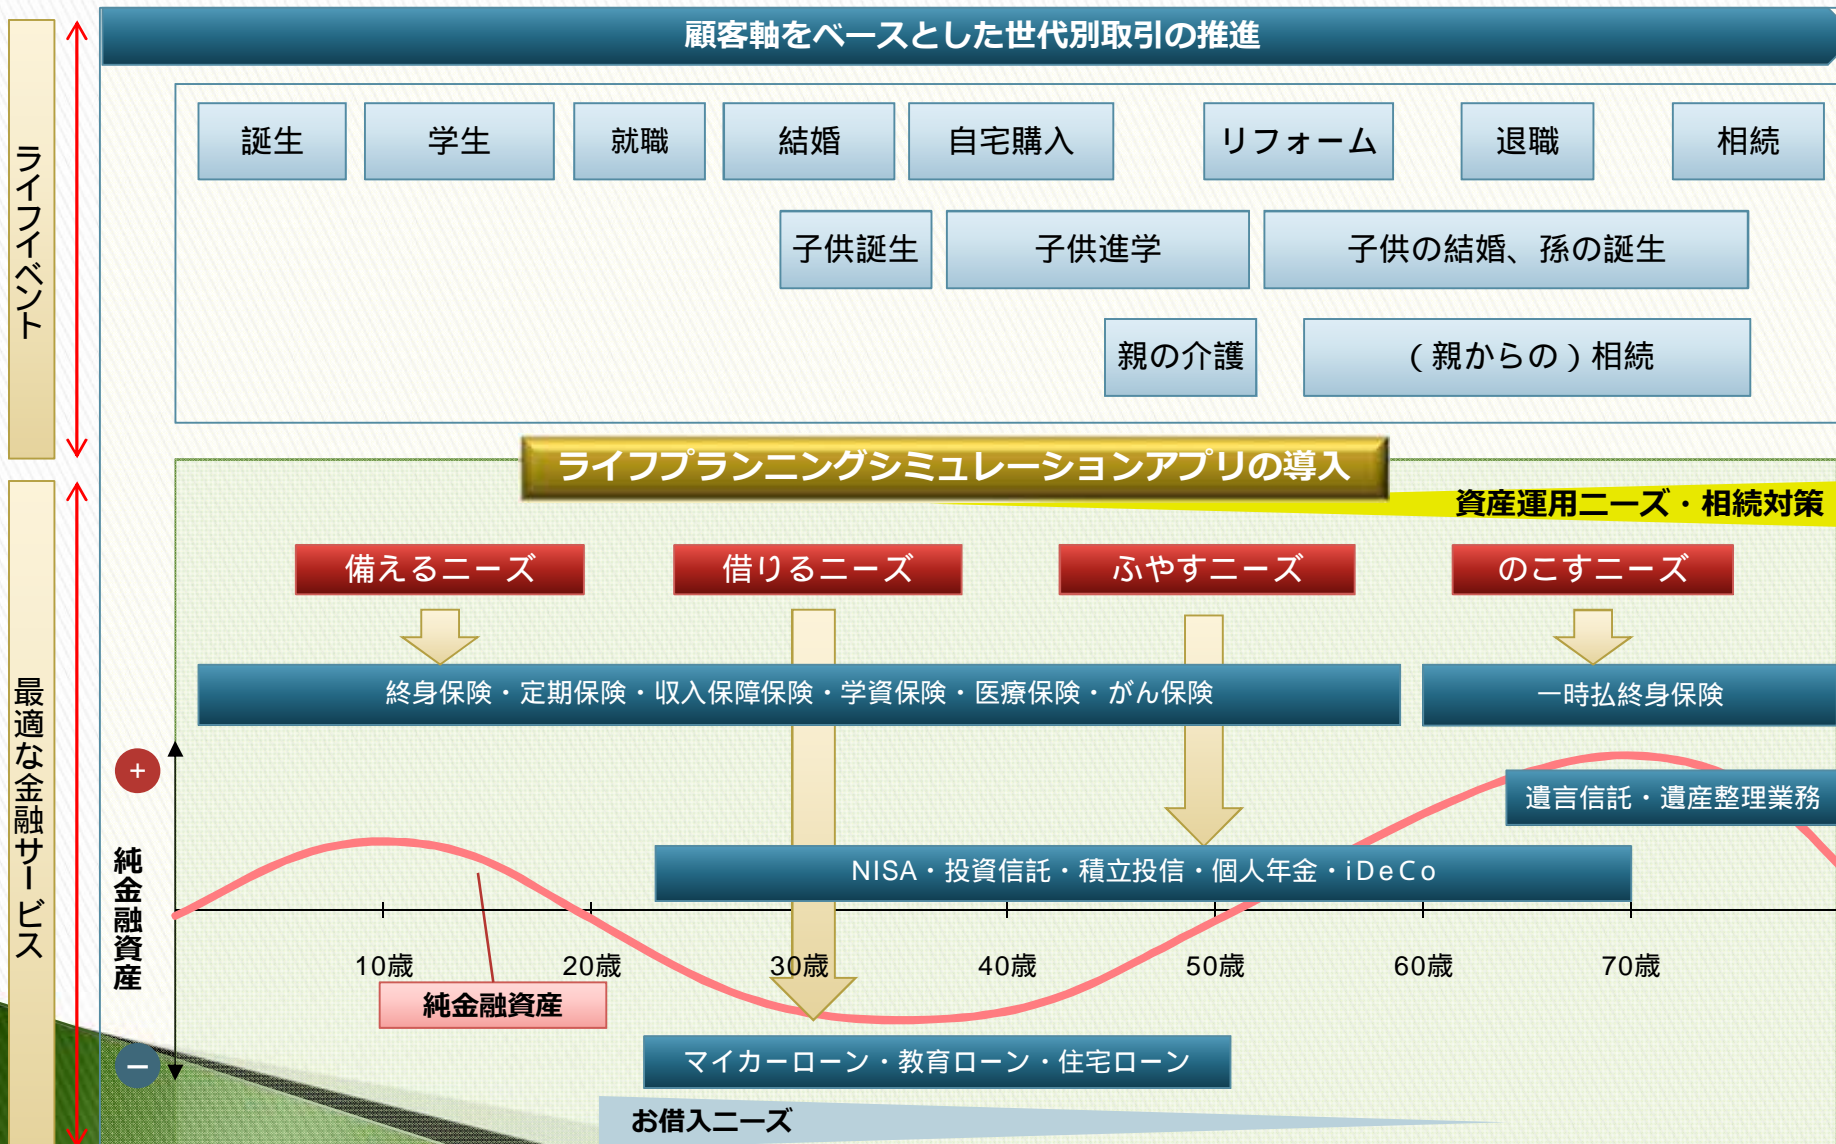 顧客軸をベースとした世代別取引の推進
ライフイベント
誕生
学生
就職
結婚
自宅購入
リフォーム
退職
相続
子供誕生
子供進学
子供の結婚、孫の誕生
親の介護
（親からの）相続
ライフプランニングシミュレーションアプリの導入
資産運用ニーズ・相続対策
最適な金融サービス
備えるニーズ
借りるニーズ
ふやすニーズ
のこすニーズ
終身保険・定期保険・収入保障保険・学資保険・医療保険・がん保険
一時払終身保険
+
遺言信託・遺産整理業務
純金融資産
NISA・投資信託・積立投信・個人年金・iDeCo
10歳
20歳
30歳
40歳
50歳
60歳
70歳
純金融資産
−
マイカーローン・教育ローン・住宅ローン
お借入ニーズ